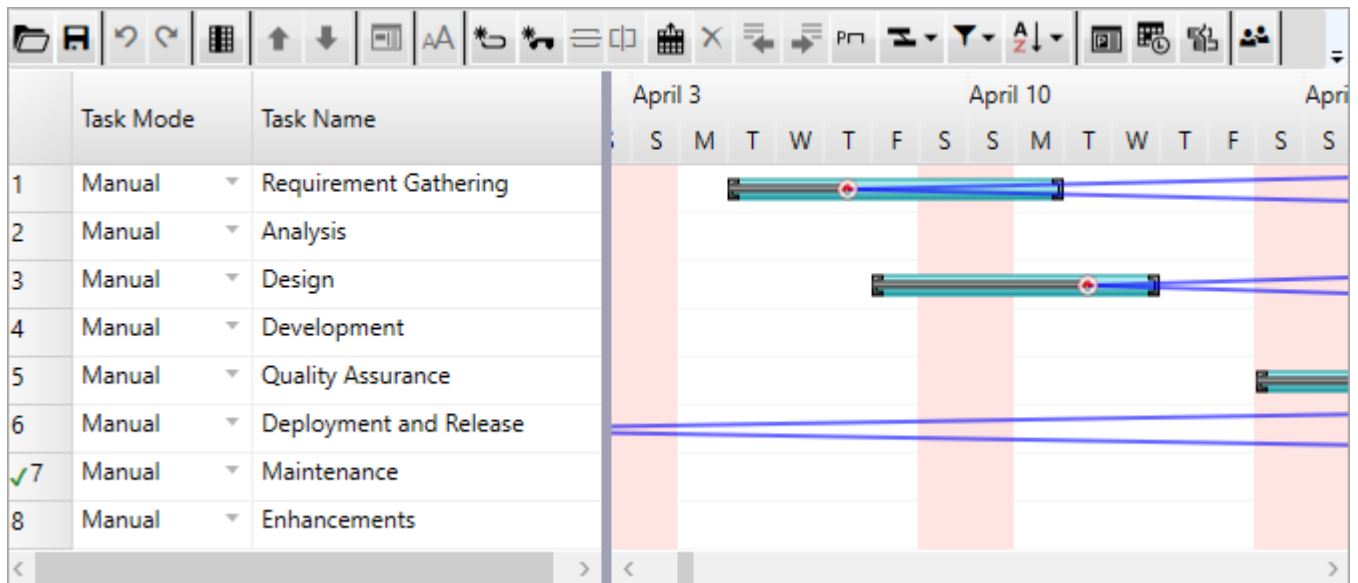 AA P A Z
April 3 April 10 Apri
Task Mode Task Name
S M T W T F S S M T W T F S S
1 Manual Requirement Gathering
2 Manual Analysis
3 Manual Design
4 Manual Development
5 Manual Quality Assurance
6 Manual Deployment and Release
7 Manual Maintenance
8 Manual Enhancements